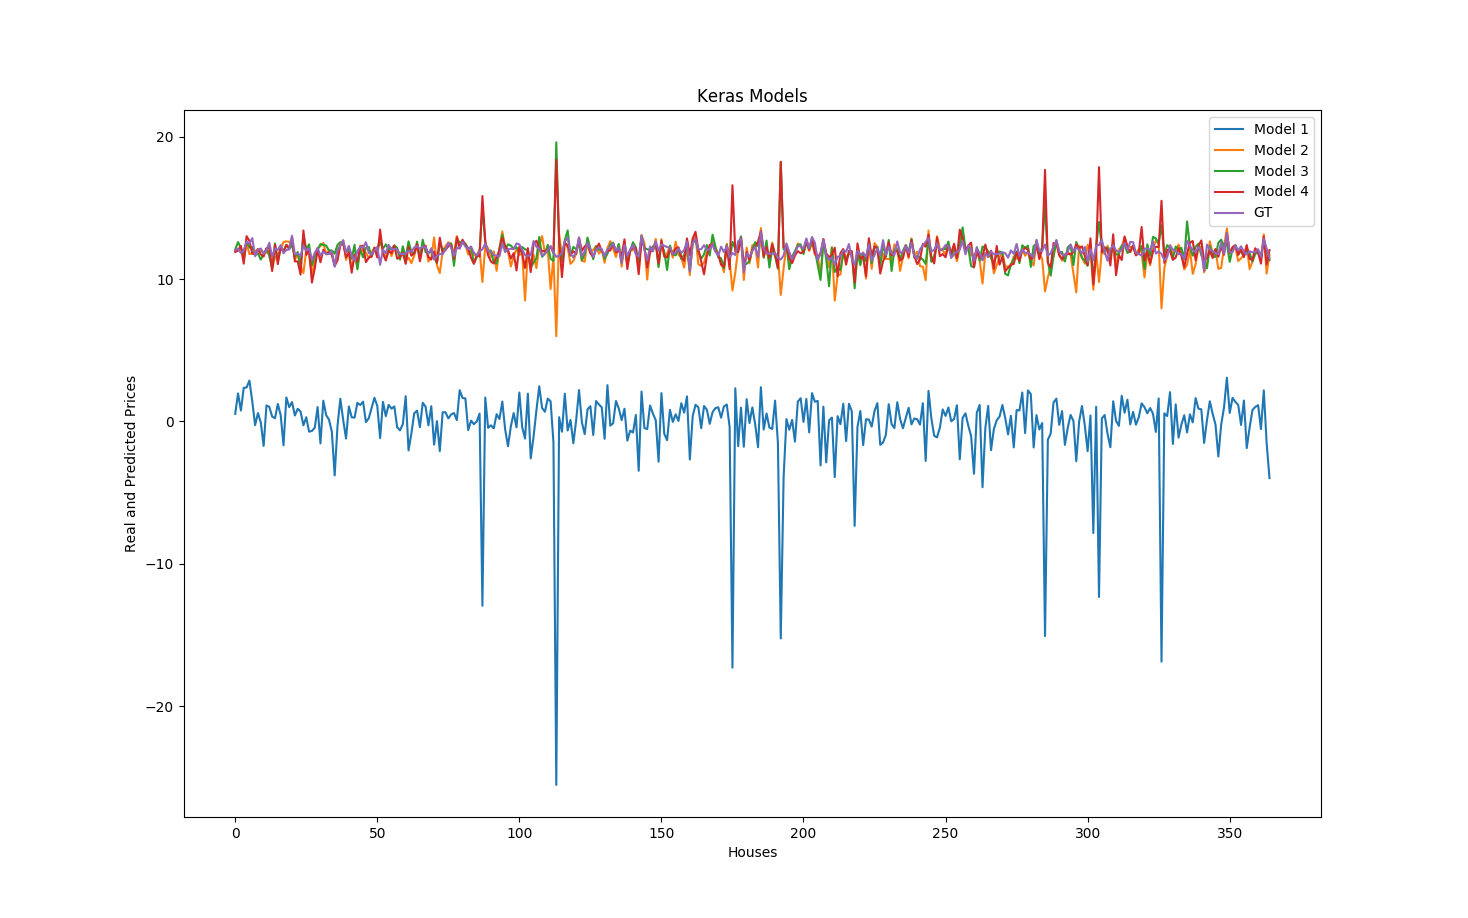 Keras Models
Model 1
Model 2
Model 3
Model 4
GT
20
10
0
−10
−20
Real and Predicted Prices
0 50 100 150 200 250 300 350
Houses